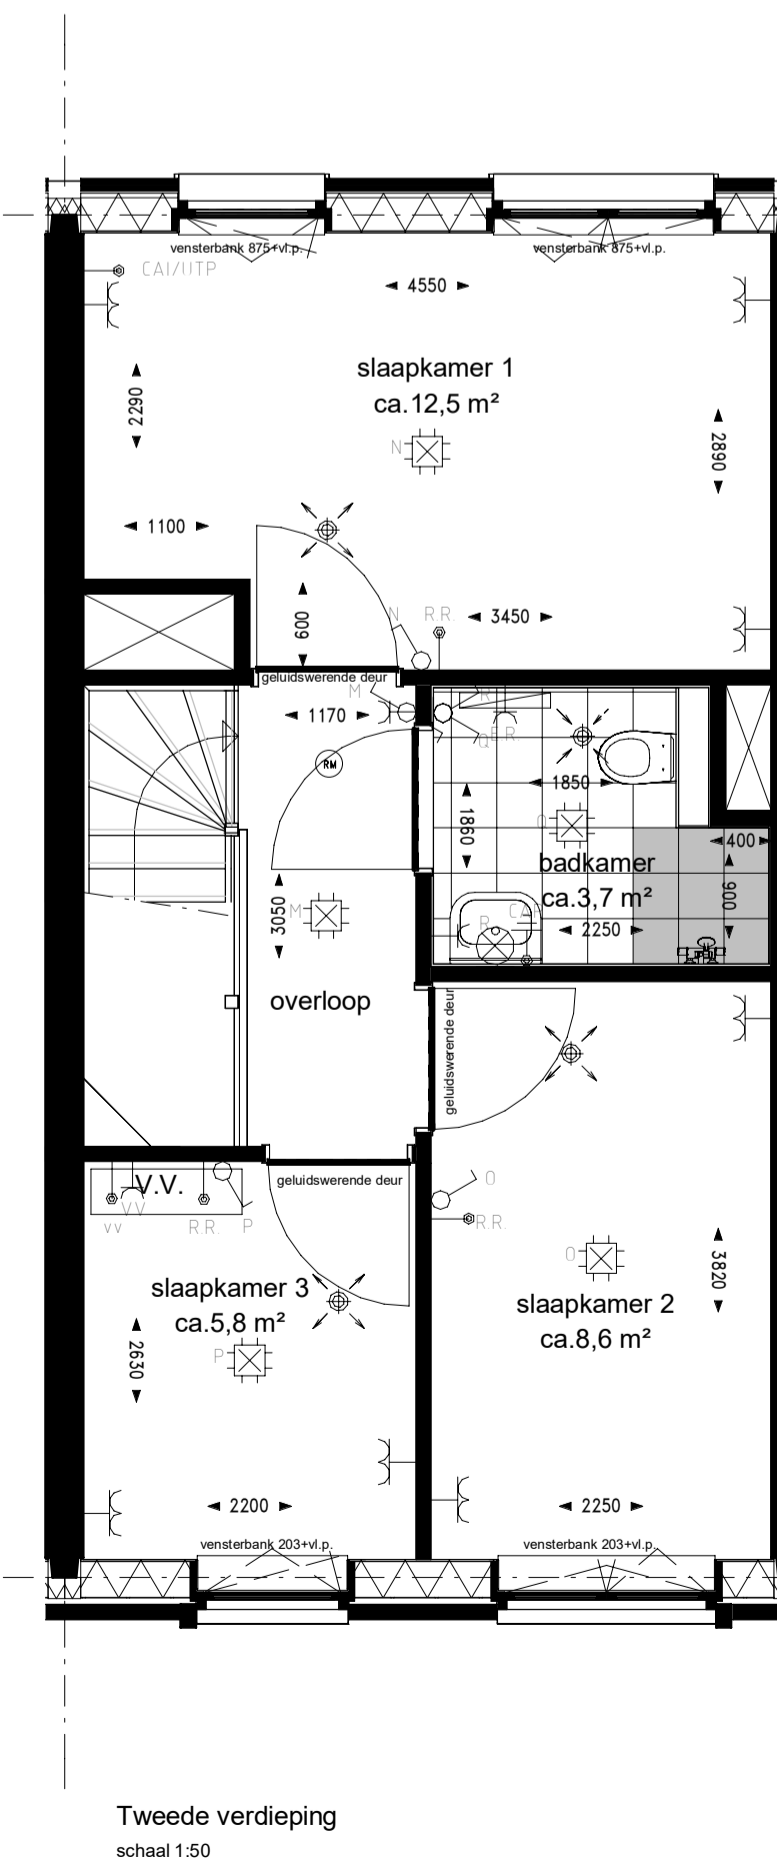 vensterbank 875+vl.p.
vensterbank 875+vl.p.
CAI/UTP
4550
slaapkamer 1
ca.12,5 m²
2290
2890
N
1100
600
N
R.R.
3450
geluidswerende deur
M
1170
R
Q
E.R.
RM
1850
1860
400
badkamer
ca.3,7 m²
900
M
3050
R
2250
overloop
geluidswerende deur
V.V.
VV
vv
R.R.
P
geluidswerende deur
O
R.R.
O
3820
slaapkamer 3
ca.5,8 m²
slaapkamer 2
ca.8,6 m²
P
2630
2200
2250
vensterbank 203+vl.p.
vensterbank 203+vl.p.
Tweede verdieping
schaal 1:50